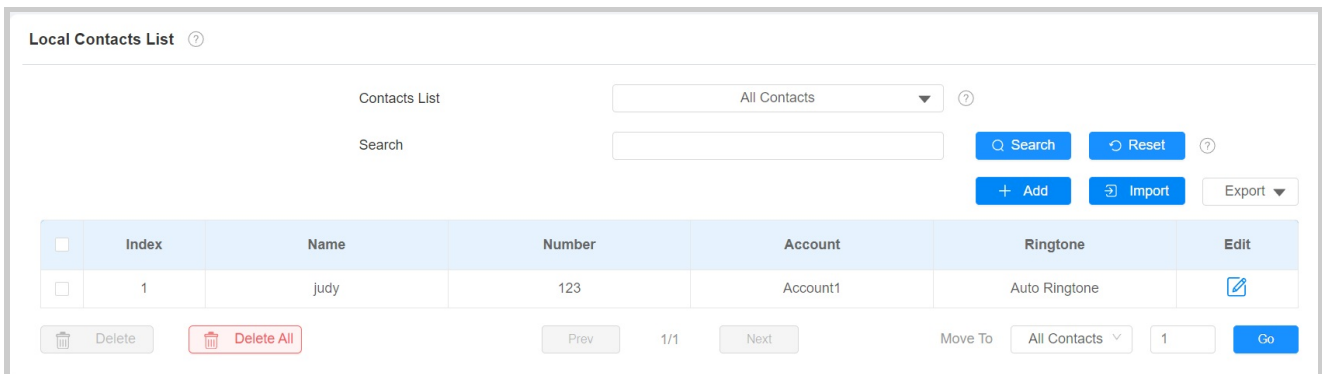 Local Contacts List ?
Contacts List All Contacts ?
Search Search Reset ?
+ Add Import Export
Index Name Number Account Ringtone Edit
1 judy 123 Account1 Auto Ringtone
Delete Delete All Prev 1/1 Next Move To All Contacts 1 Go